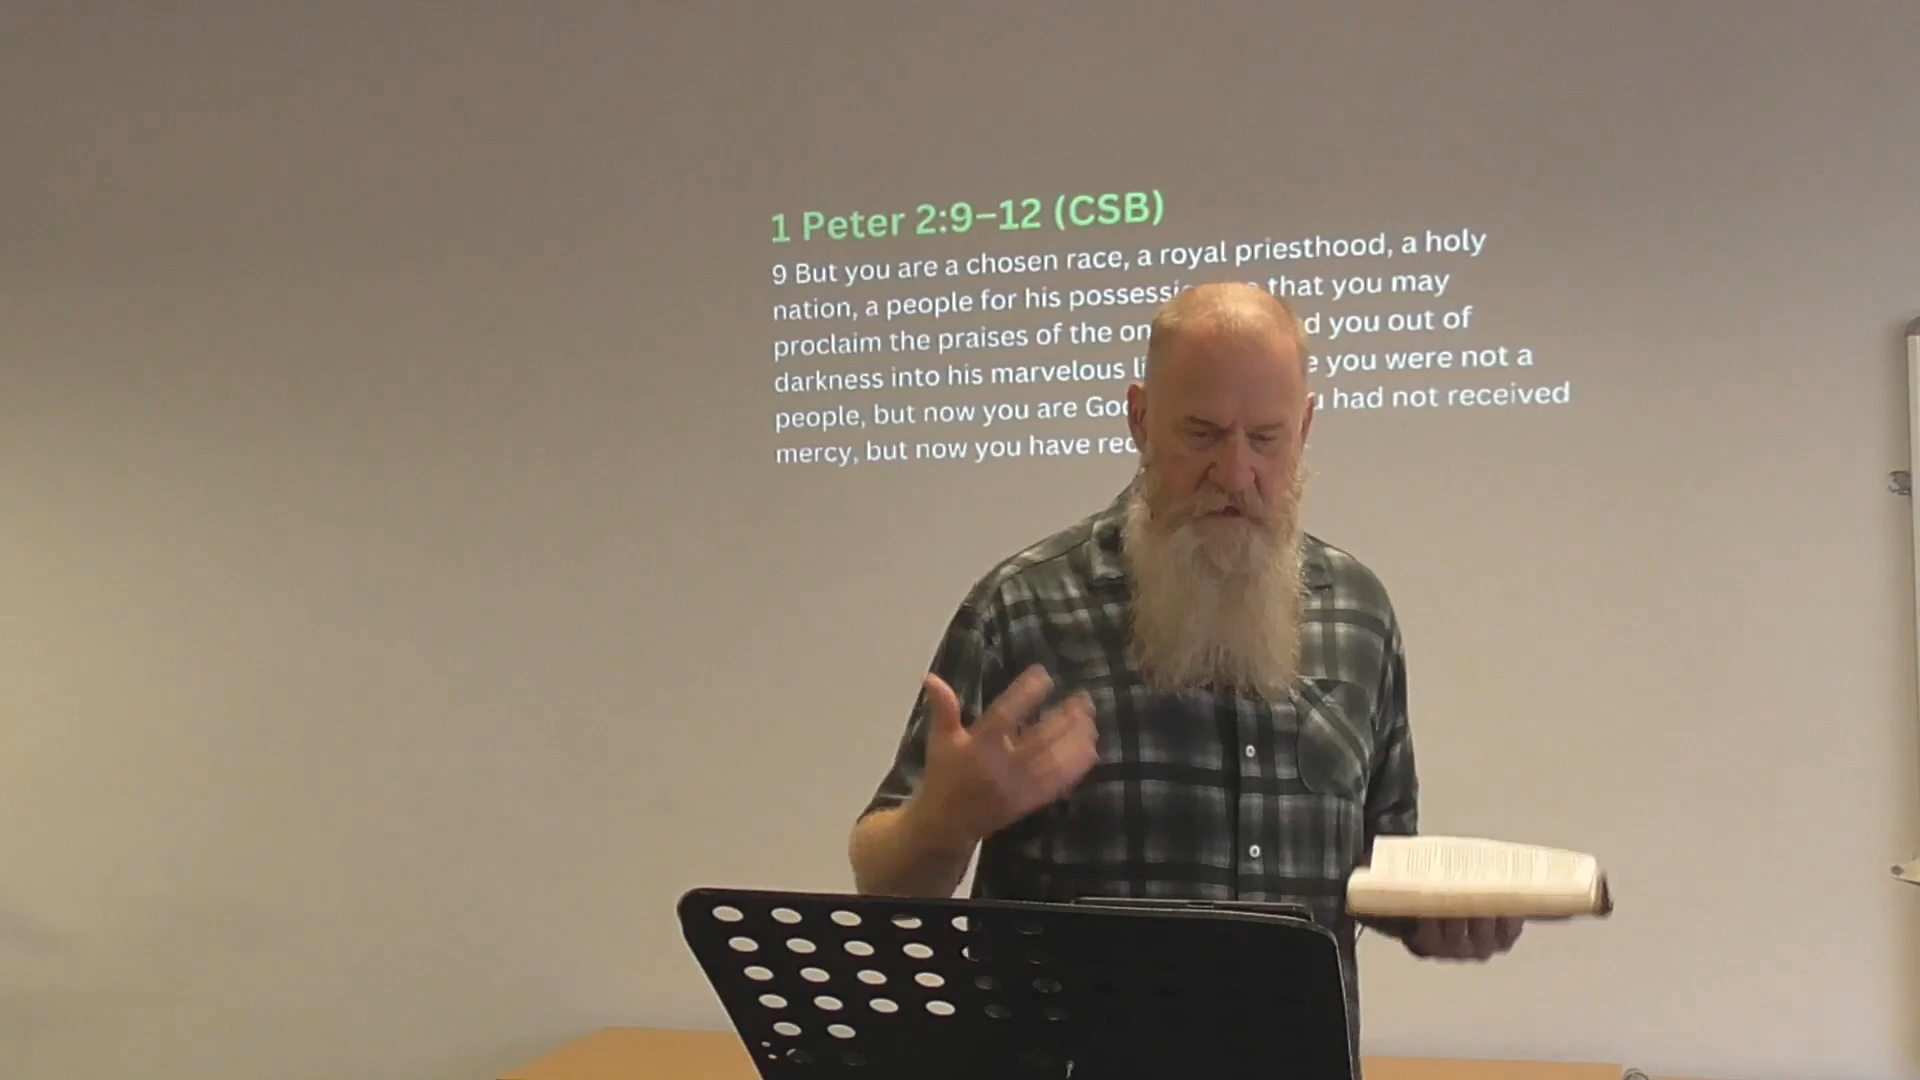 1 Peter 2:9–12 (CSB)
9 But you are a chosen race, a royal priesthood, a holy
nation, a people for his that you may
proclaim the praises of the you out of
darkness into his marvelous you were not a
people, but now you are had not received
mercy, but now you have